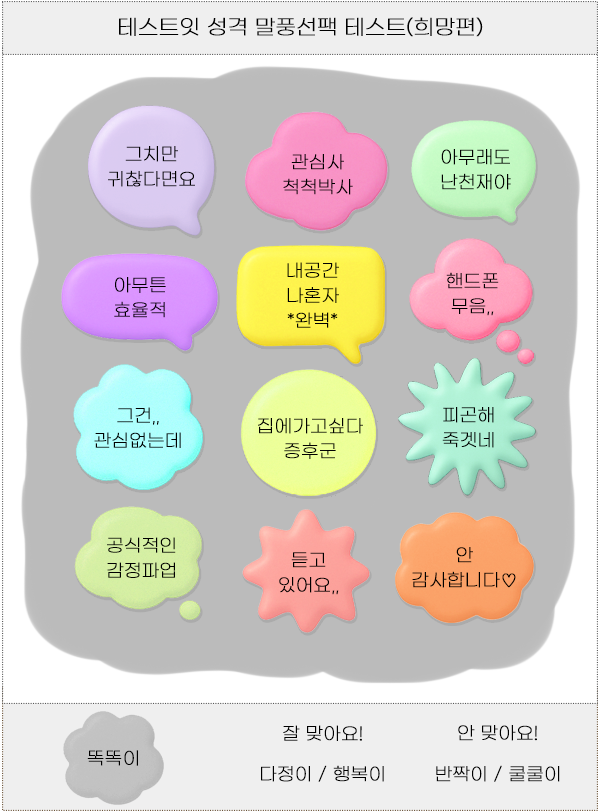 테스트잇 성격 말풍선팩 테스트(희망편)
그치만
귀찮다면요
관심사
척척박사
아무래도
난천재야
아무튼
효율적
내공간
나혼자
*완벽*
핸드폰
무음,,
그건,,
관심없는데
집에가고싶다
증후군
피곤해
죽겟네
공식적인
감정파업
듣고
있어요,,
안
감사합니다♡
똑똑이
잘 맞아요!
다정이 / 행복이
안 맞아요!
반짝이 / 쿨쿨이